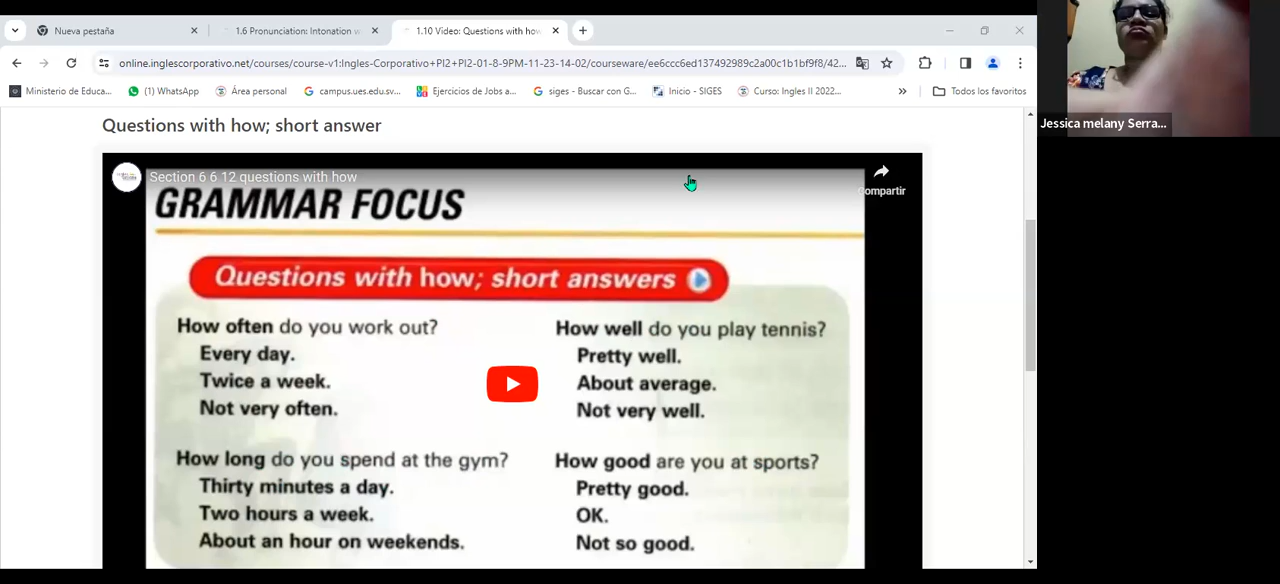 Nueva pestaña
1.6 Pronunciation: Intonation w
1.10 Video: Questions with how
online.inglescorporativo.net/courses/course-v1:Ingles-Corporativo+PI2+PI2-01-8-9PM-11-23-14-02/courseware/ee6ccc6ed137492989c2a00c1b1bf9f8/42...
Ministerio de Educa...
(1) WhatsApp
Área personal
campus.ues.edu.sv...
Ejercicios de Jobs a...
siges - Buscar con G...
Inicio - SIGES
Curso: Ingles II 2022...
Todos los favoritos
Jessica melany Serra...
Questions with how; short answer
Section 6 6 12 questions with how
Compartir
GRAMMAR FOCUS
Questions with how; short answers
How often do you work out?
Every day.
Twice a week.
Not very often.
How well do you play tennis?
Pretty well.
About average.
Not very well.
How long do you spend at the gym?
Thirty minutes a day.
Two hours a week.
About an hour on weekends.
How good are you at sports?
Pretty good.
OK.
Not so good.